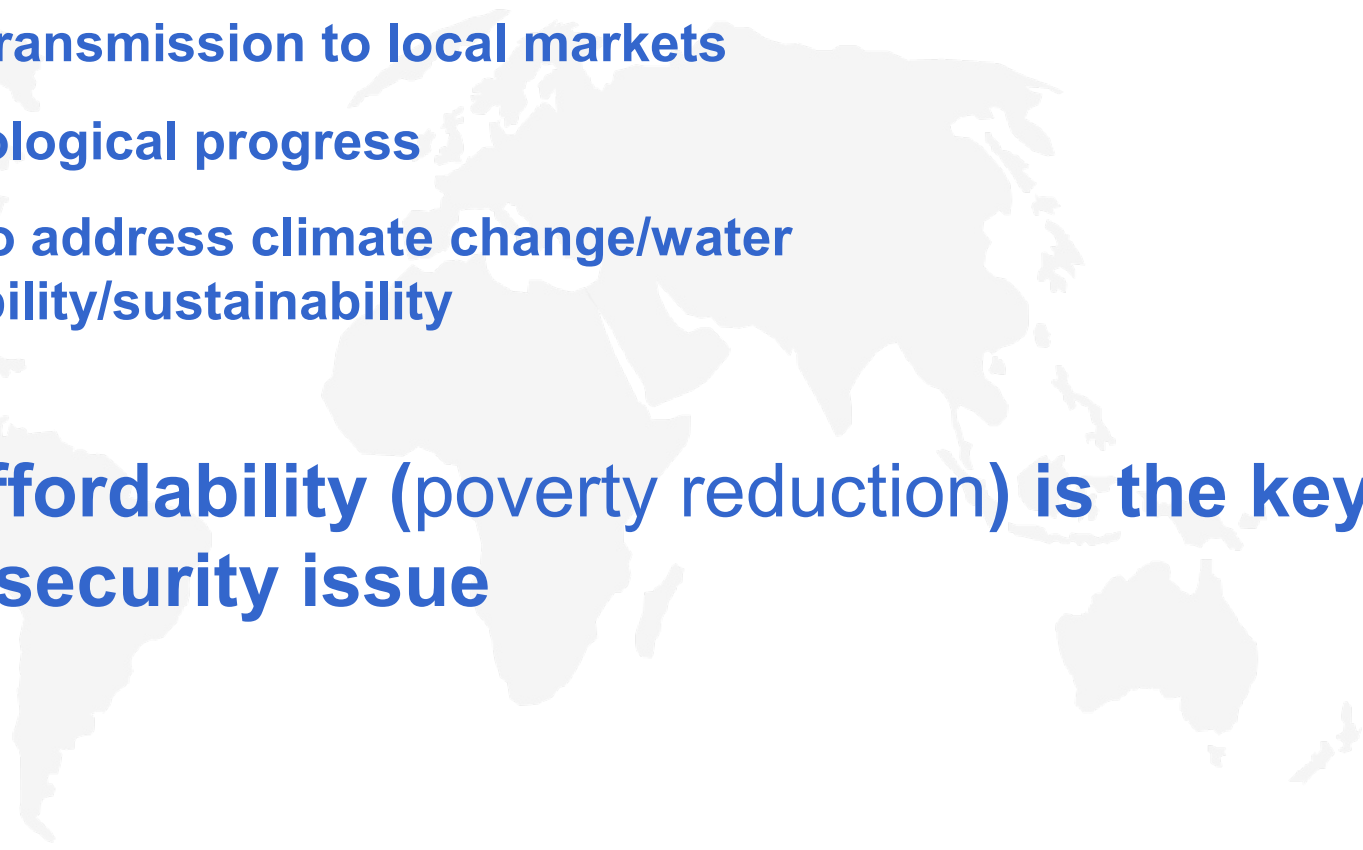 ransmission to local markets
ological progress
o address climate change/water
bility/sustainability
ffordability (poverty reduction) is the key
security issue